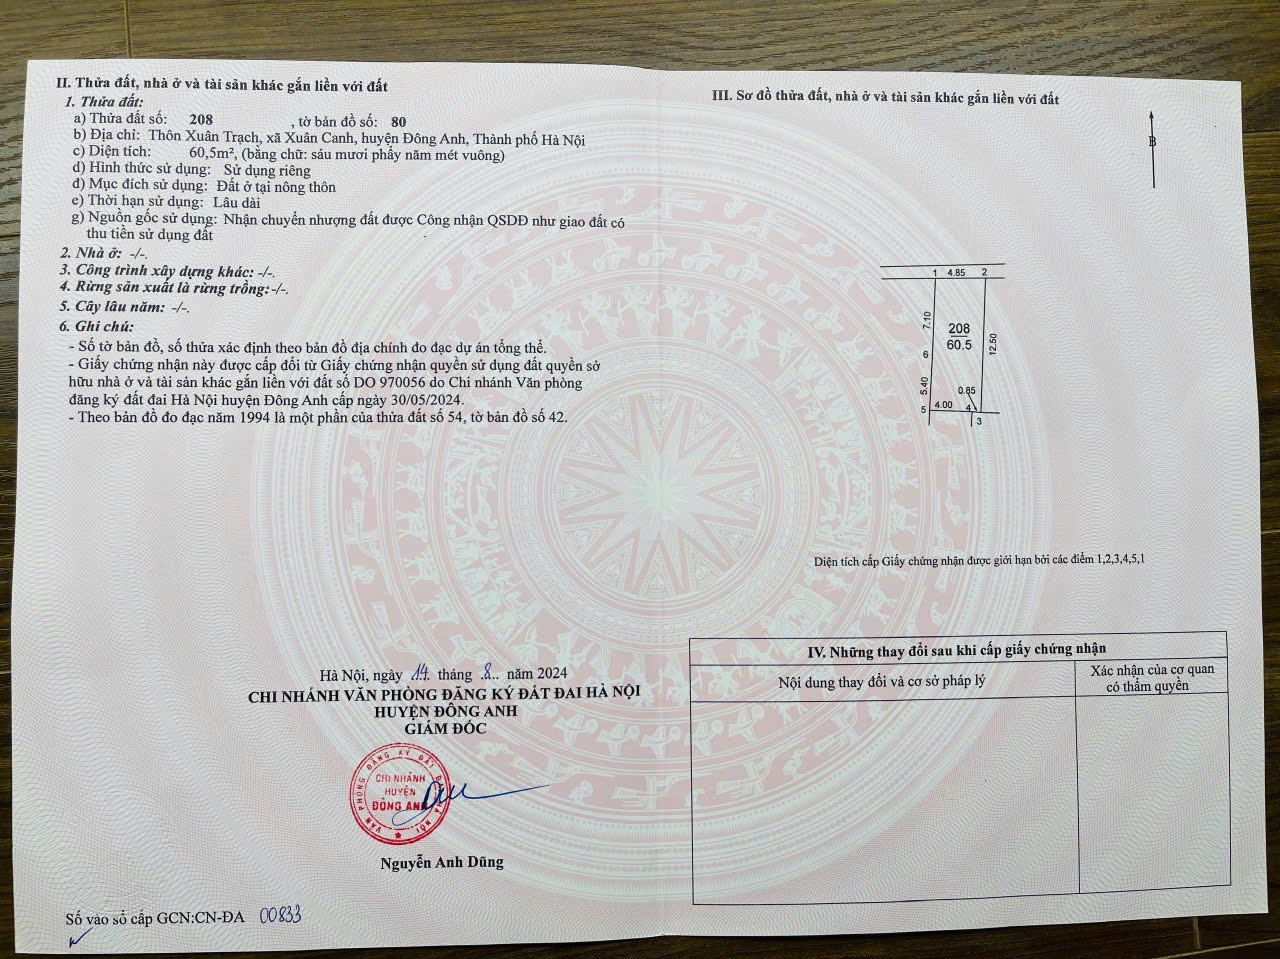 II. Thửa đất, nhà ở và tài sản khác gắn liền với đất
1. Thửa đất:
a) Thửa đất số: 208 , tờ bản đồ số: 80
b) Địa chỉ: Thôn Xuân Trạch, xã Xuân Canh, huyện Đông Anh, Thành phố Hà Nội
c) Diện tích: 60,5m², (bằng chữ: sáu mươi phẩy năm mét vuông)
d) Hình thức sử dụng: Sử dụng riêng
đ) Mục đích sử dụng: Đất ở tại nông thôn
e) Thời hạn sử dụng: Lâu dài
g) Nguồn gốc sử dụng: Nhận chuyển nhượng đất được Công nhận QSDĐ như giao đất có
thu tiền sử dụng đất
2. Nhà ở: -/-.
3. Công trình xây dựng khác: -/-.
4. Rừng sản xuất là rừng trồng:-/-.
5. Cây lâu năm: -/-.
6. Ghi chú:
- Số tờ bản đồ, số thửa xác định theo bản đồ địa chính đo đạc dự án tổng thể.
- Giấy chứng nhận này được cấp đổi từ Giấy chứng nhận quyền sử dụng đất quyền sở
hữu nhà ở và tài sản khác gắn liền với đất số DO 970056 do Chi nhánh Văn phòng
đăng ký đất đai Hà Nội huyện Đông Anh cấp ngày 30/05/2024.
- Theo bản đồ đo đạc năm 1994 là một phần của thửa đất số 54, tờ bản đồ số 42.
Hà Nội, ngày 14 tháng 8.. năm 2024
CHI NHÁNH VĂN PHÒNG ĐĂNG KÝ ĐẤT ĐAI HÀ NỘI
HUYỆN ĐÔNG ANH
GIÁM ĐỐC
VĂN PHÒNG ĐĂNG KÝ ĐẤT ĐAI HÀ NỘI
CHI NHÁNH
HUYỆN
ĐÔNG ANH
Nguyễn Anh Dũng
Số vào sổ cấp GCN:CN-ĐA 00833
III. Sơ đồ thửa đất, nhà ở và tài sản khác gắn liền với đất
B
1 4.85 2
7.10
208
60.5
12.50
6
5.40
0.85
5 4.00 4
3
Diện tích cấp Giấy chứng nhận được giới hạn bởi các điểm 1,2,3,4,5,1
IV. Những thay đổi sau khi cấp giấy chứng nhận
Nội dung thay đổi và cơ sở pháp lý
Xác nhận của cơ quan
có thẩm quyền